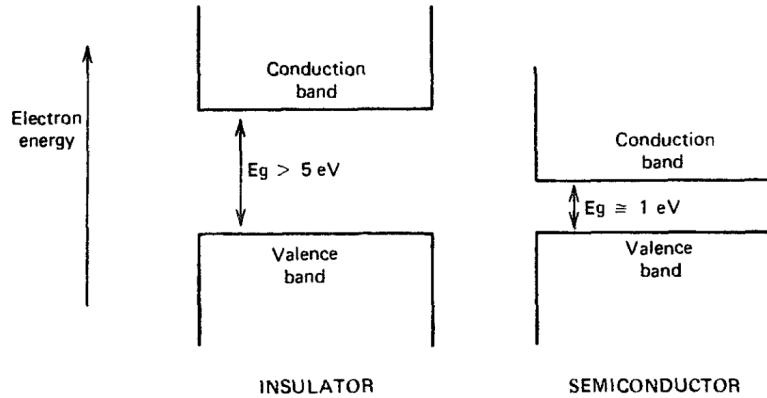 Electron
energy
Conduction
band
Eg > 5 eV
Valence
band
INSULATOR
Conduction
band
Eg ≅ 1 eV
Valence
band
SEMICONDUCTOR